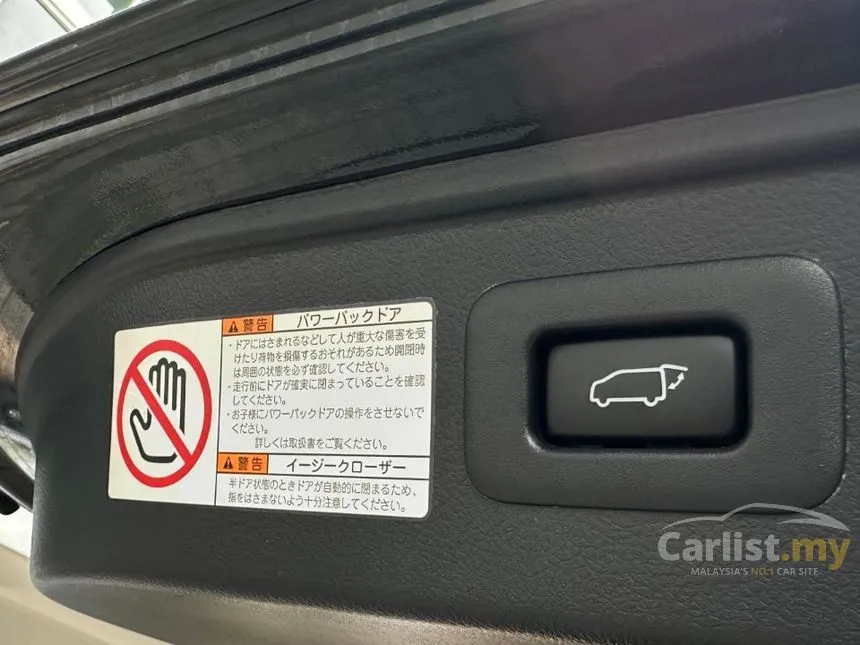 警告 パワーバックドア
・ドアにはさまれるなどして人が重大な傷害を受
けたり荷物を損傷するおそれがあるため開閉時
は周囲の状態を必ず確認してください。
・走行前にドアが確実に閉まっていることを確認
してください。
・お子様にパワーバックドアの操作をさせないで
ください。
詳しくは取扱書をご覧ください。
警告 イージークローザー
半ドア状態のときドアが自動的に閉まるため、
指をはさまないよう十分注意してください。
Carlist.my
MALAYSIA'S NO.1 CAR SITE